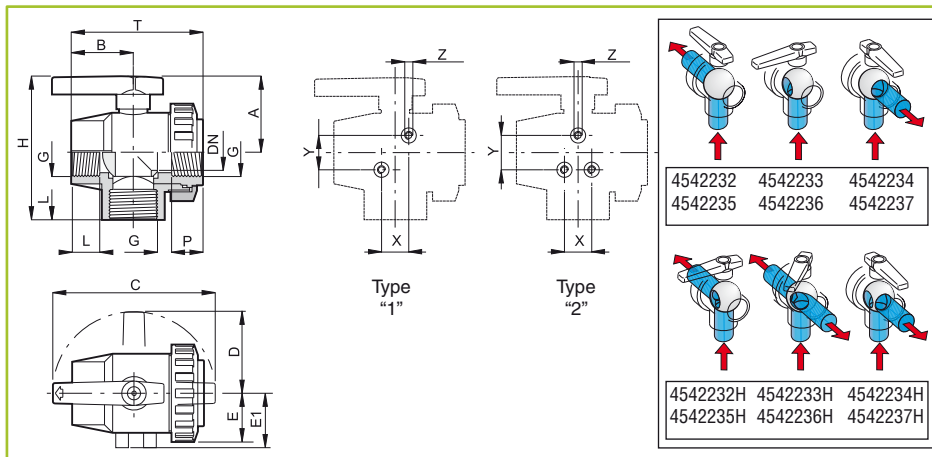 T
B
H
G
L
L
G
P
DN
G
A
C
D
E
E1
Z
Y
X
Type
“1”
Z
Y
X
Type
“2”
4542232 4542233 4542234
4542235 4542236 4542237
4542232H 4542233H 4542234H
4542235H 4542236H 4542237H